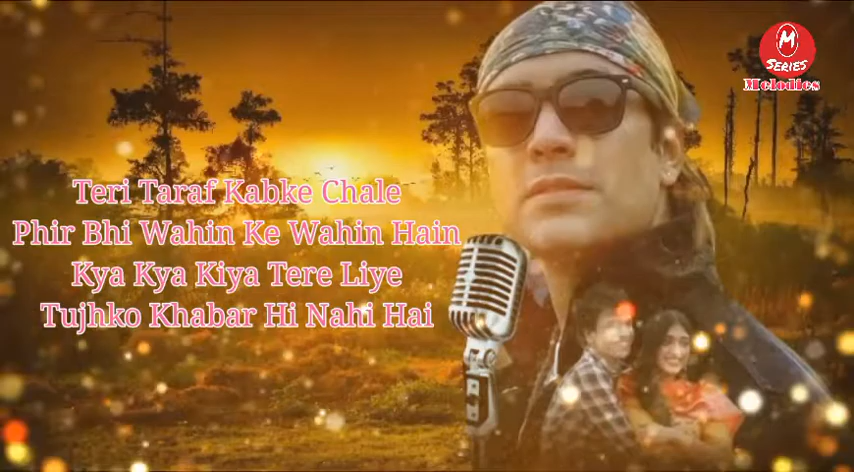 M
SERIES
Melodies
Teri Taraf Kabke Chale
Phir Bhi Wahin Ke Wahin Hain
Kya Kya Kiya Tere Liye
Tujhko Khabar Hi Nahi Hai